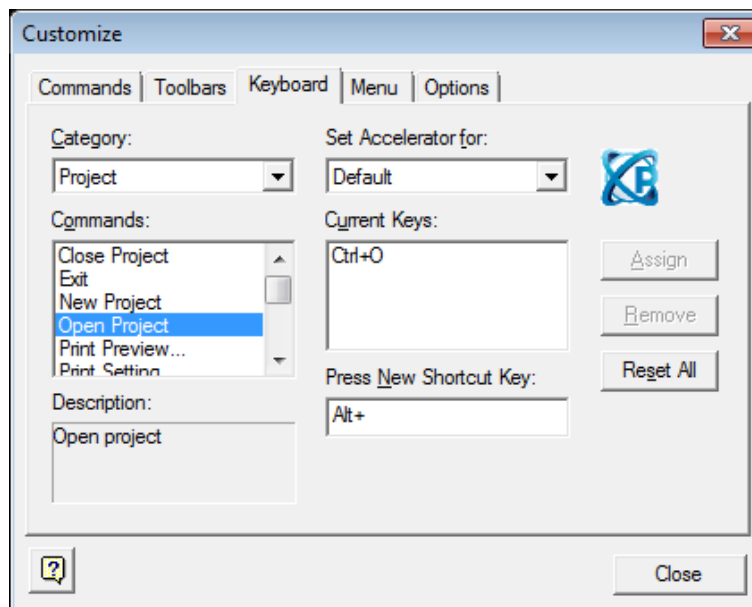 Customize
Commands Toolbars Keyboard Menu Options
Category:
Project
Commands:
Close Project
Exit
New Project
Open Project
Print Preview...
Print Setting
Description:
Open project
Set Accelerator for:
Default
Current Keys:
Ctrl+O
Press New Shortcut Key:
Alt+
Assign
Remove
Reset All
Close